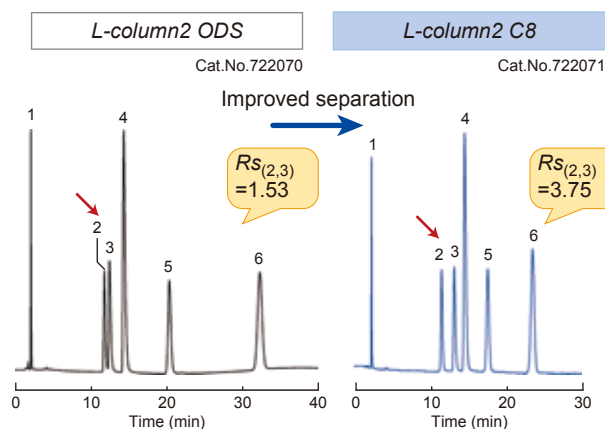 L-column2 ODS
L-column2 C8
Cat.No.722070
Cat.No.722071
Improved separation
1
2
3
4
5
6
Rs(2,3)
=1.53
1
2
3
4
5
6
Rs(2,3)
=3.75
0 10 20 30 40
Time (min)
0 10 20 30
Time (min)